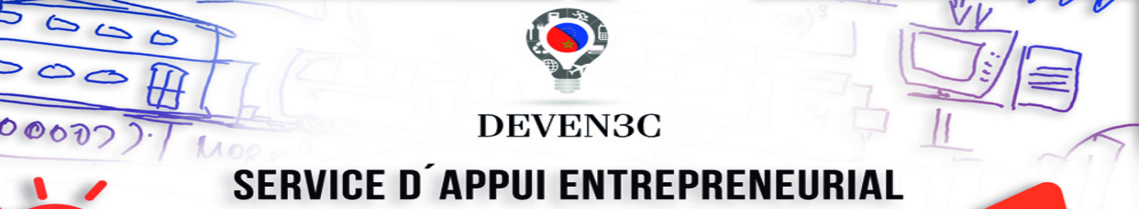 DEVEN3C
SERVICE D´APPUI ENTREPRENEURIAL